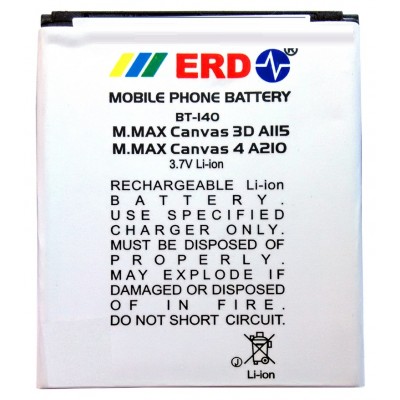 ERD
MOBILE PHONE BATTERY
BT-140
M.MAX Canvas 3D A115
M.MAX Canvas 4 A210
3.7V Li-ion
RECHARGEABLE Li-ion
BATTERY.
USE SPECIFIED
CHARGER ONLY.
MUST BE DISPOSED OF
PROPERLY.
MAY EXPLODE IF
DAMAGED OR DISPOSED
IN FIRE.
DO NOT
SHORT CIRCUIT.
Li-ion